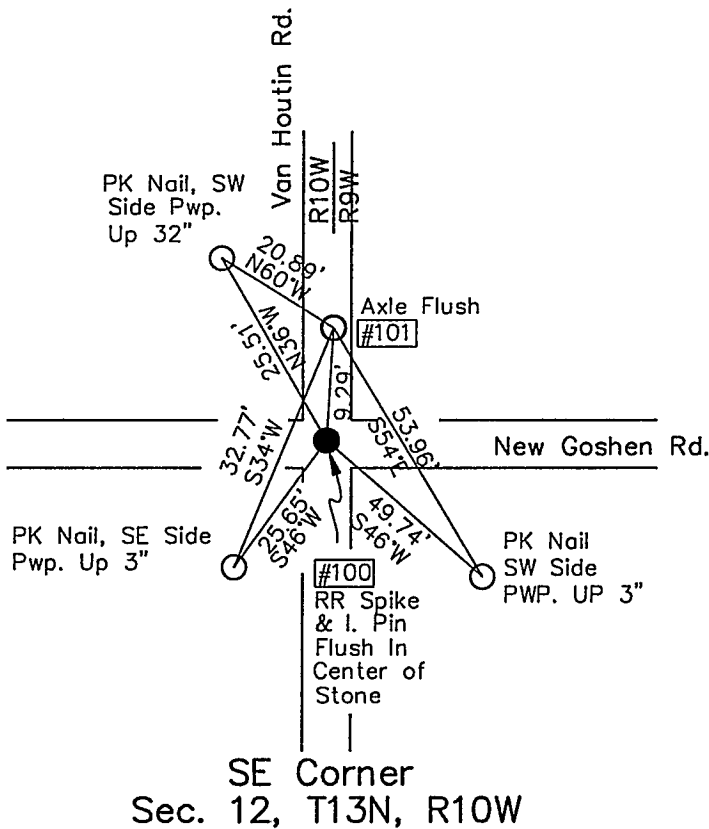 Van Houtin Rd.
R10W
R9W
PK Nail, SW
Side Pwp.
Up 32"
20.89'
N60°W
Axle Flush
#101
25.51'
N36°W
9.29'
32.77'
S34°W
53.96'
S54°E
New Goshen Rd.
25.65'
S46°W
49.74'
S46°W
PK Nail, SE Side
Pwp. Up 3"
PK Nail
SW Side
PWP. UP 3"
#100
RR Spike
& I. Pin
Flush In
Center of
Stone
SE Corner
Sec. 12, T13N, R10W